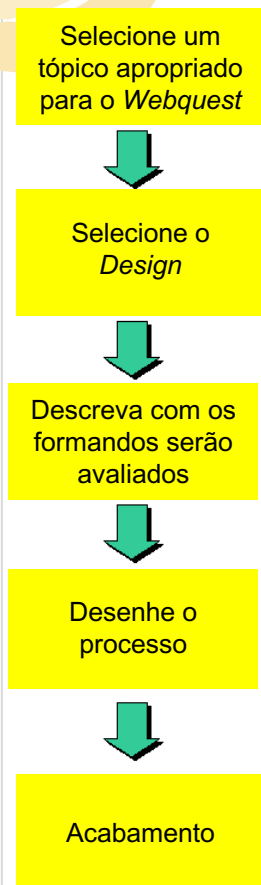 Selecione um
tópico apropriado
para o Webquest
Selecione o
Design
Descreva com os
formandos serão
avaliados
Desenhe o
processo
Acabamento